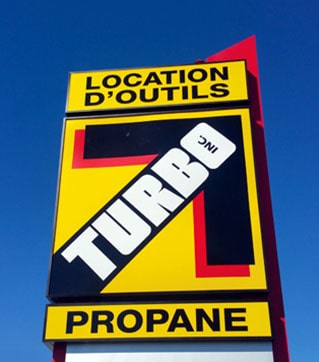 LOCATION
D'OUTILS
TURBO INC.
PROPANE